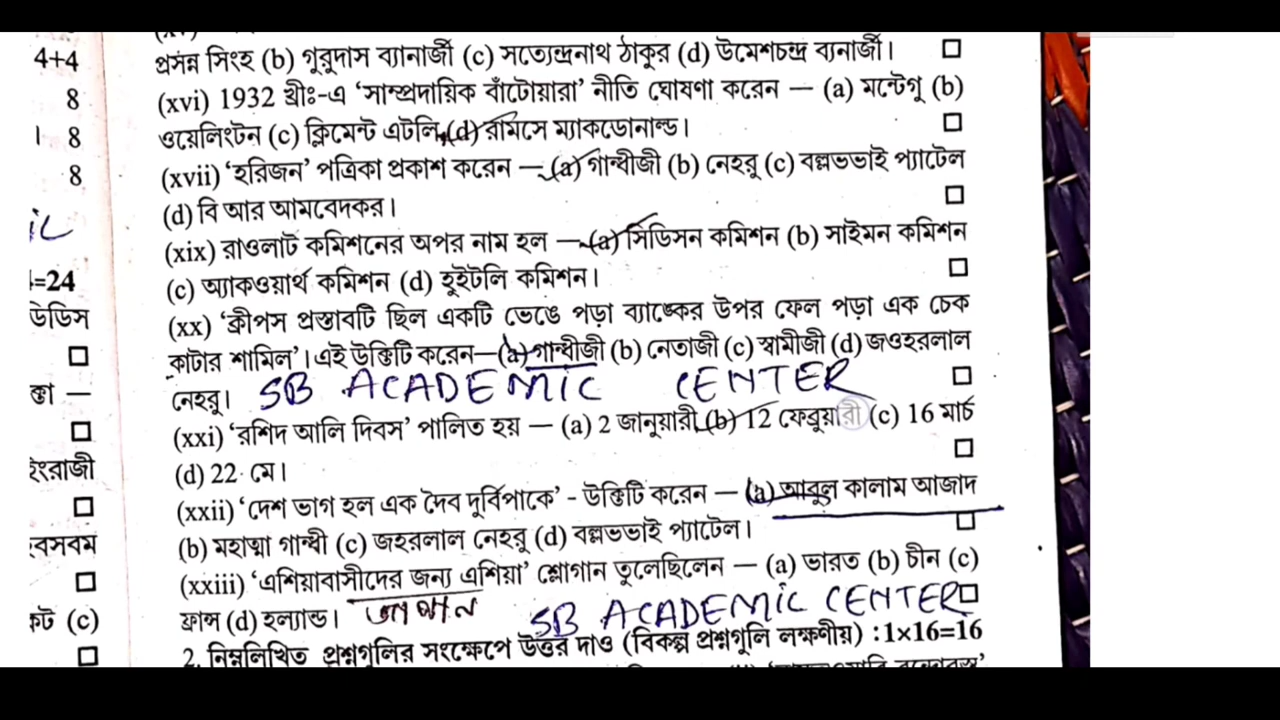 4+4
প্রসন্ন সিংহ (b) গুরুদাস ব্যানার্জী (c) সত্যেন্দ্রনাথ ঠাকুর (d) উমেশচন্দ্র ব্যনার্জী।
8
(xvi) 1932 খ্রীঃ-এ ‘সাম্প্রদায়িক বাঁটোয়ারা’ নীতি ঘোষণা করেন — (a) মন্টেগু (b)
। 8
ওয়েলিংটন (c) ক্লিমেন্ট এটলি (d) রামসে ম্যাকডোনাল্ড।
8
(xvii) ‘হরিজন’ পত্রিকা প্রকাশ করেন — (a) গান্ধীজী (b) নেহরু (c) বল্লভভাই প্যাটেল
(d) বি আর আমবেদকর।
ic
(xix) রাওলাট কমিশনের অপর নাম হল — (a) সিডিসন কমিশন (b) সাইমন কমিশন
=24
(c) অ্যাকওয়ার্থ কমিশন (d) হুইটলি কমিশন।
উডিস
(xx) ‘ক্রীপস প্রস্তাবটি ছিল একটি ভেঙে পড়া ব্যাঙ্কের উপর ফেল পড়া এক চেক
কাটার শামিল’। এই উক্তিটি করেন—(a) গান্ধীজী (b) নেতাজী (c) স্বামীজী (d) জওহরলাল
ক্তা —
নেহরু। SB ACADEMIC CENTER
(xxi) ‘রশিদ আলি দিবস’ পালিত হয় — (a) 2 জানুয়ারী (b) 12 ফেব্রুয়ারী (c) 16 মার্চ
ইংরাজী
(d) 22 মে।
(xxii) ‘দেশ ভাগ হল এক দৈব দুর্বিপাকে’ - উক্তিটি করেন — (a) আবুল কালাম আজাদ
বসবম
(b) মহাত্মা গান্ধী (c) জহরলাল নেহরু (d) বল্লভভাই প্যাটেল।
(xxiii) ‘এশিয়াবাসীদের জন্য এশিয়া’ শ্লোগান তুলেছিলেন — (a) ভারত (b) চীন (c)
কট (c)
ফ্রান্স (d) হল্যান্ড। জাপান SB ACADEMIC CENTER
2. নিম্নলিখিত প্রশ্নগুলির সংক্ষেপে উত্তর দাও (বিকল্প প্রশ্নগুলি লক্ষণীয়) : 1×16=16